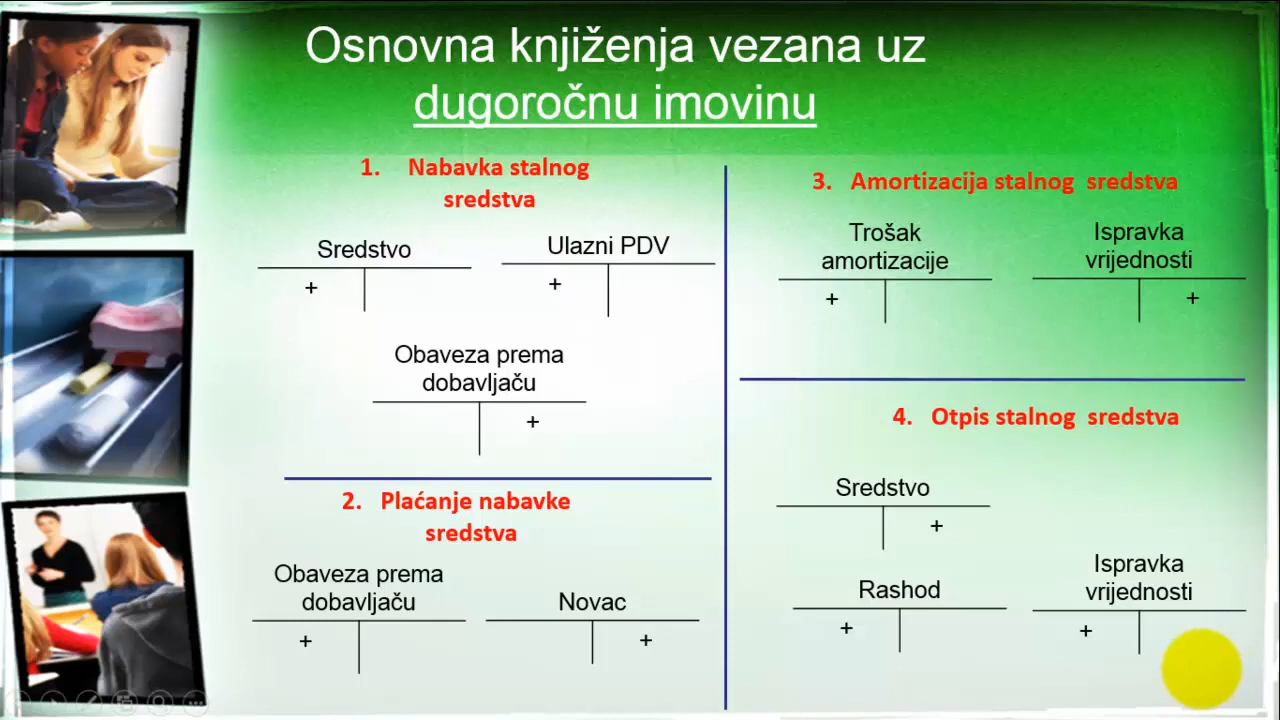 Osnovna knjiženja vezana uz
dugoročnu imovinu
1. Nabavka stalnog
sredstva
Sredstvo
+
Ulazni PDV
+
Obaveza prema
dobavljaču
+
2. Plaćanje nabavke
sredstva
Obaveza prema
dobavljaču
+
Novac
+
3. Amortizacija stalnog sredstva
Trošak
amortizacije
+
Ispravka
vrijednosti
+
4. Otpis stalnog sredstva
Sredstvo
+
Rashod
+
Ispravka
vrijednosti
+